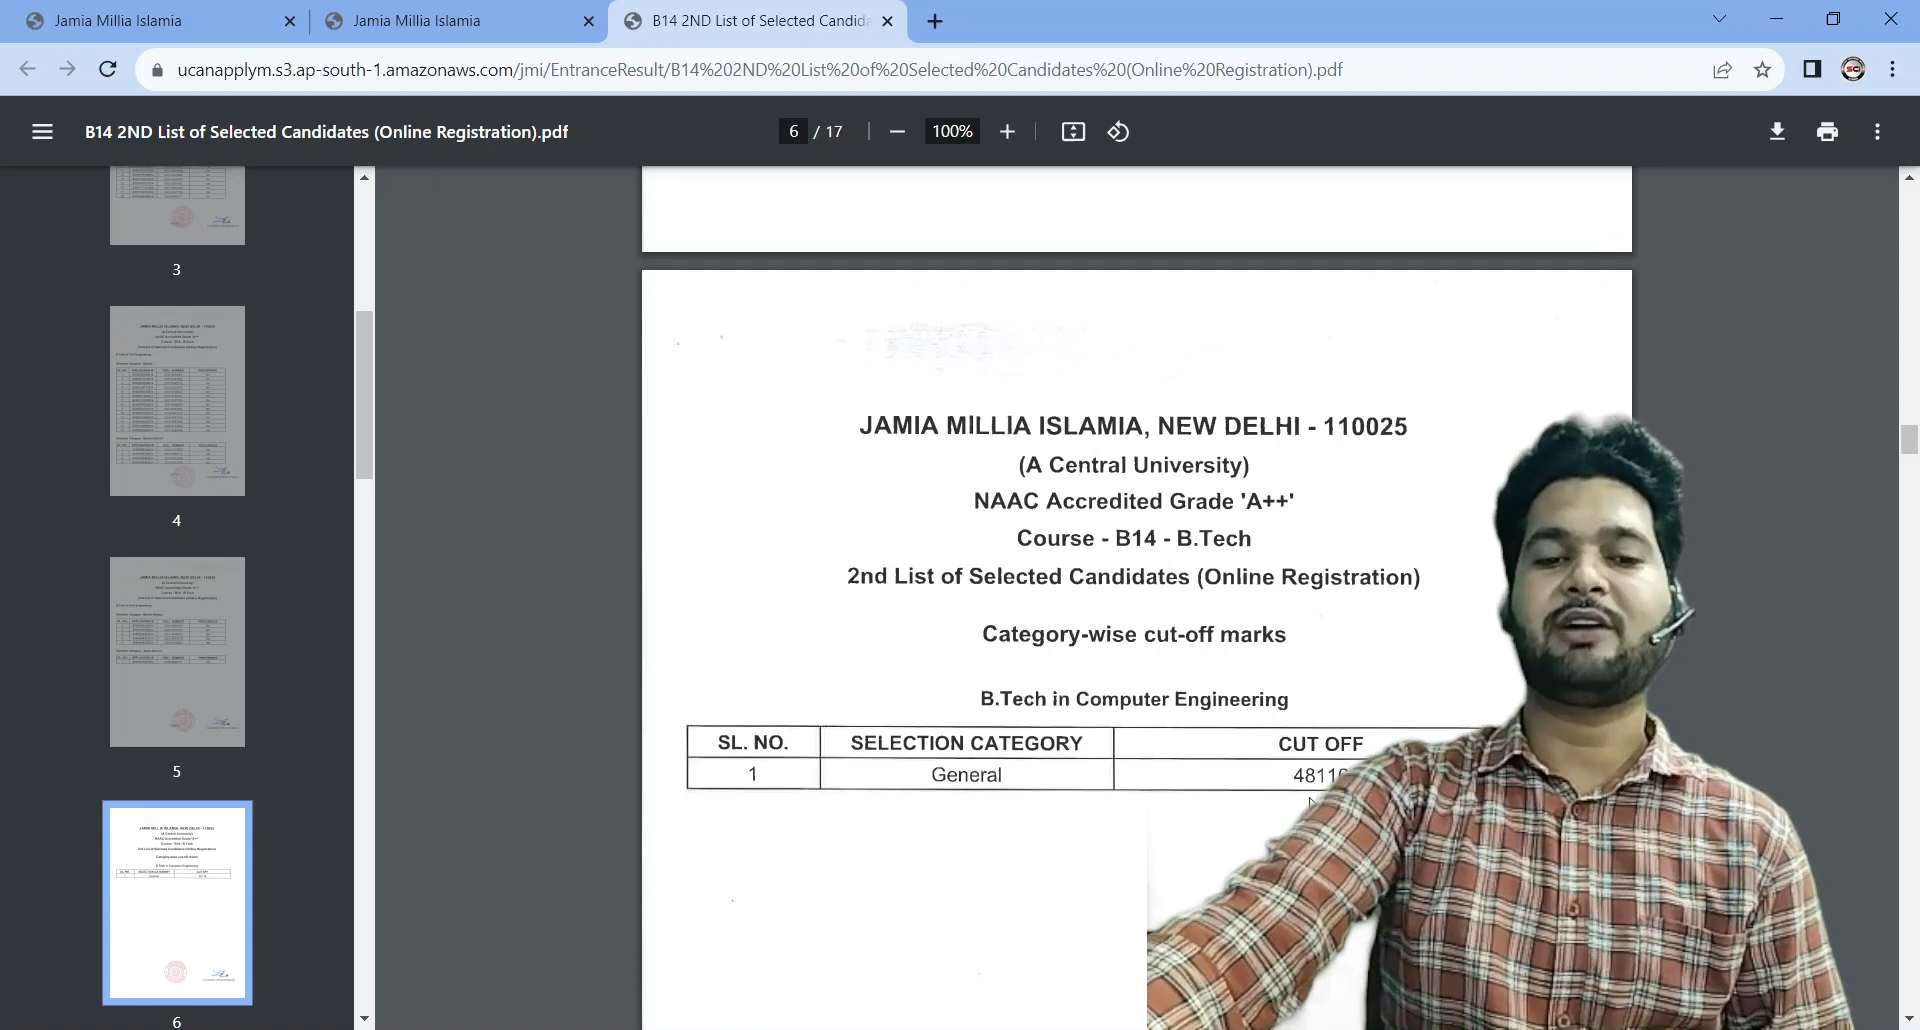 Jamia Millia Islamia
Jamia Millia Islamia
B14 2ND List of Selected Candida
ucanapplym.s3.ap-south-1.amazonaws.com/jmi/EntranceResult/B14%202ND%20List%20of%20Selected%20Candidates%20(Online%20Registration).pdf
B14 2ND List of Selected Candidates (Online Registration).pdf
6 / 17
100%
3
4
5
6
JAMIA MILLIA ISLAMIA, NEW DELHI - 110025
(A Central University)
NAAC Accredited Grade 'A++'
Course - B14 - B.Tech
2nd List of Selected Candidates (Online Registration)
Category-wise cut-off marks
B.Tech in Computer Engineering
SL. NO. SELECTION CATEGORY CUT OFF
1 General